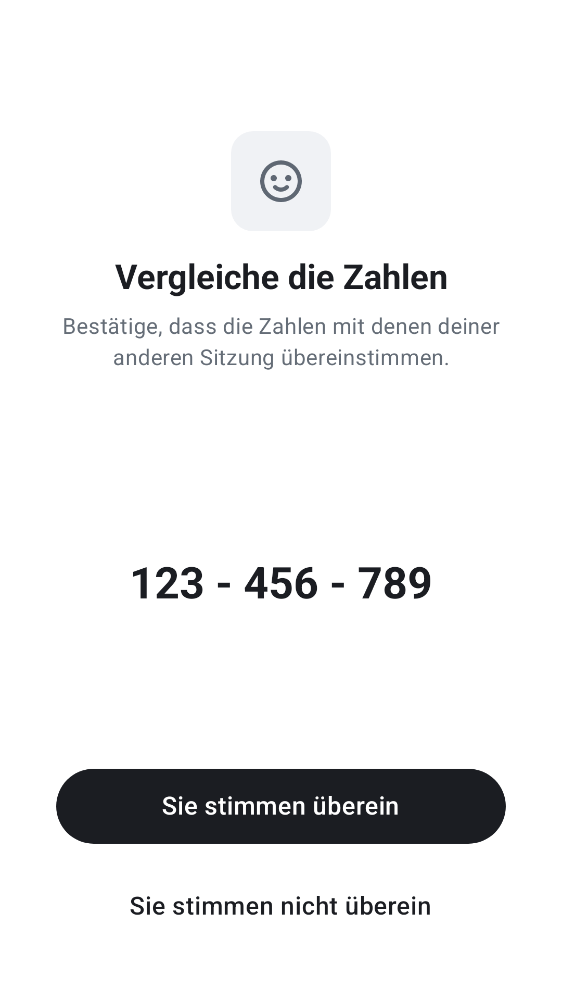 Vergleiche die Zahlen
Bestätige, dass die Zahlen mit denen deiner
anderen Sitzung übereinstimmen.
123 - 456 - 789
Sie stimmen überein
Sie stimmen nicht überein